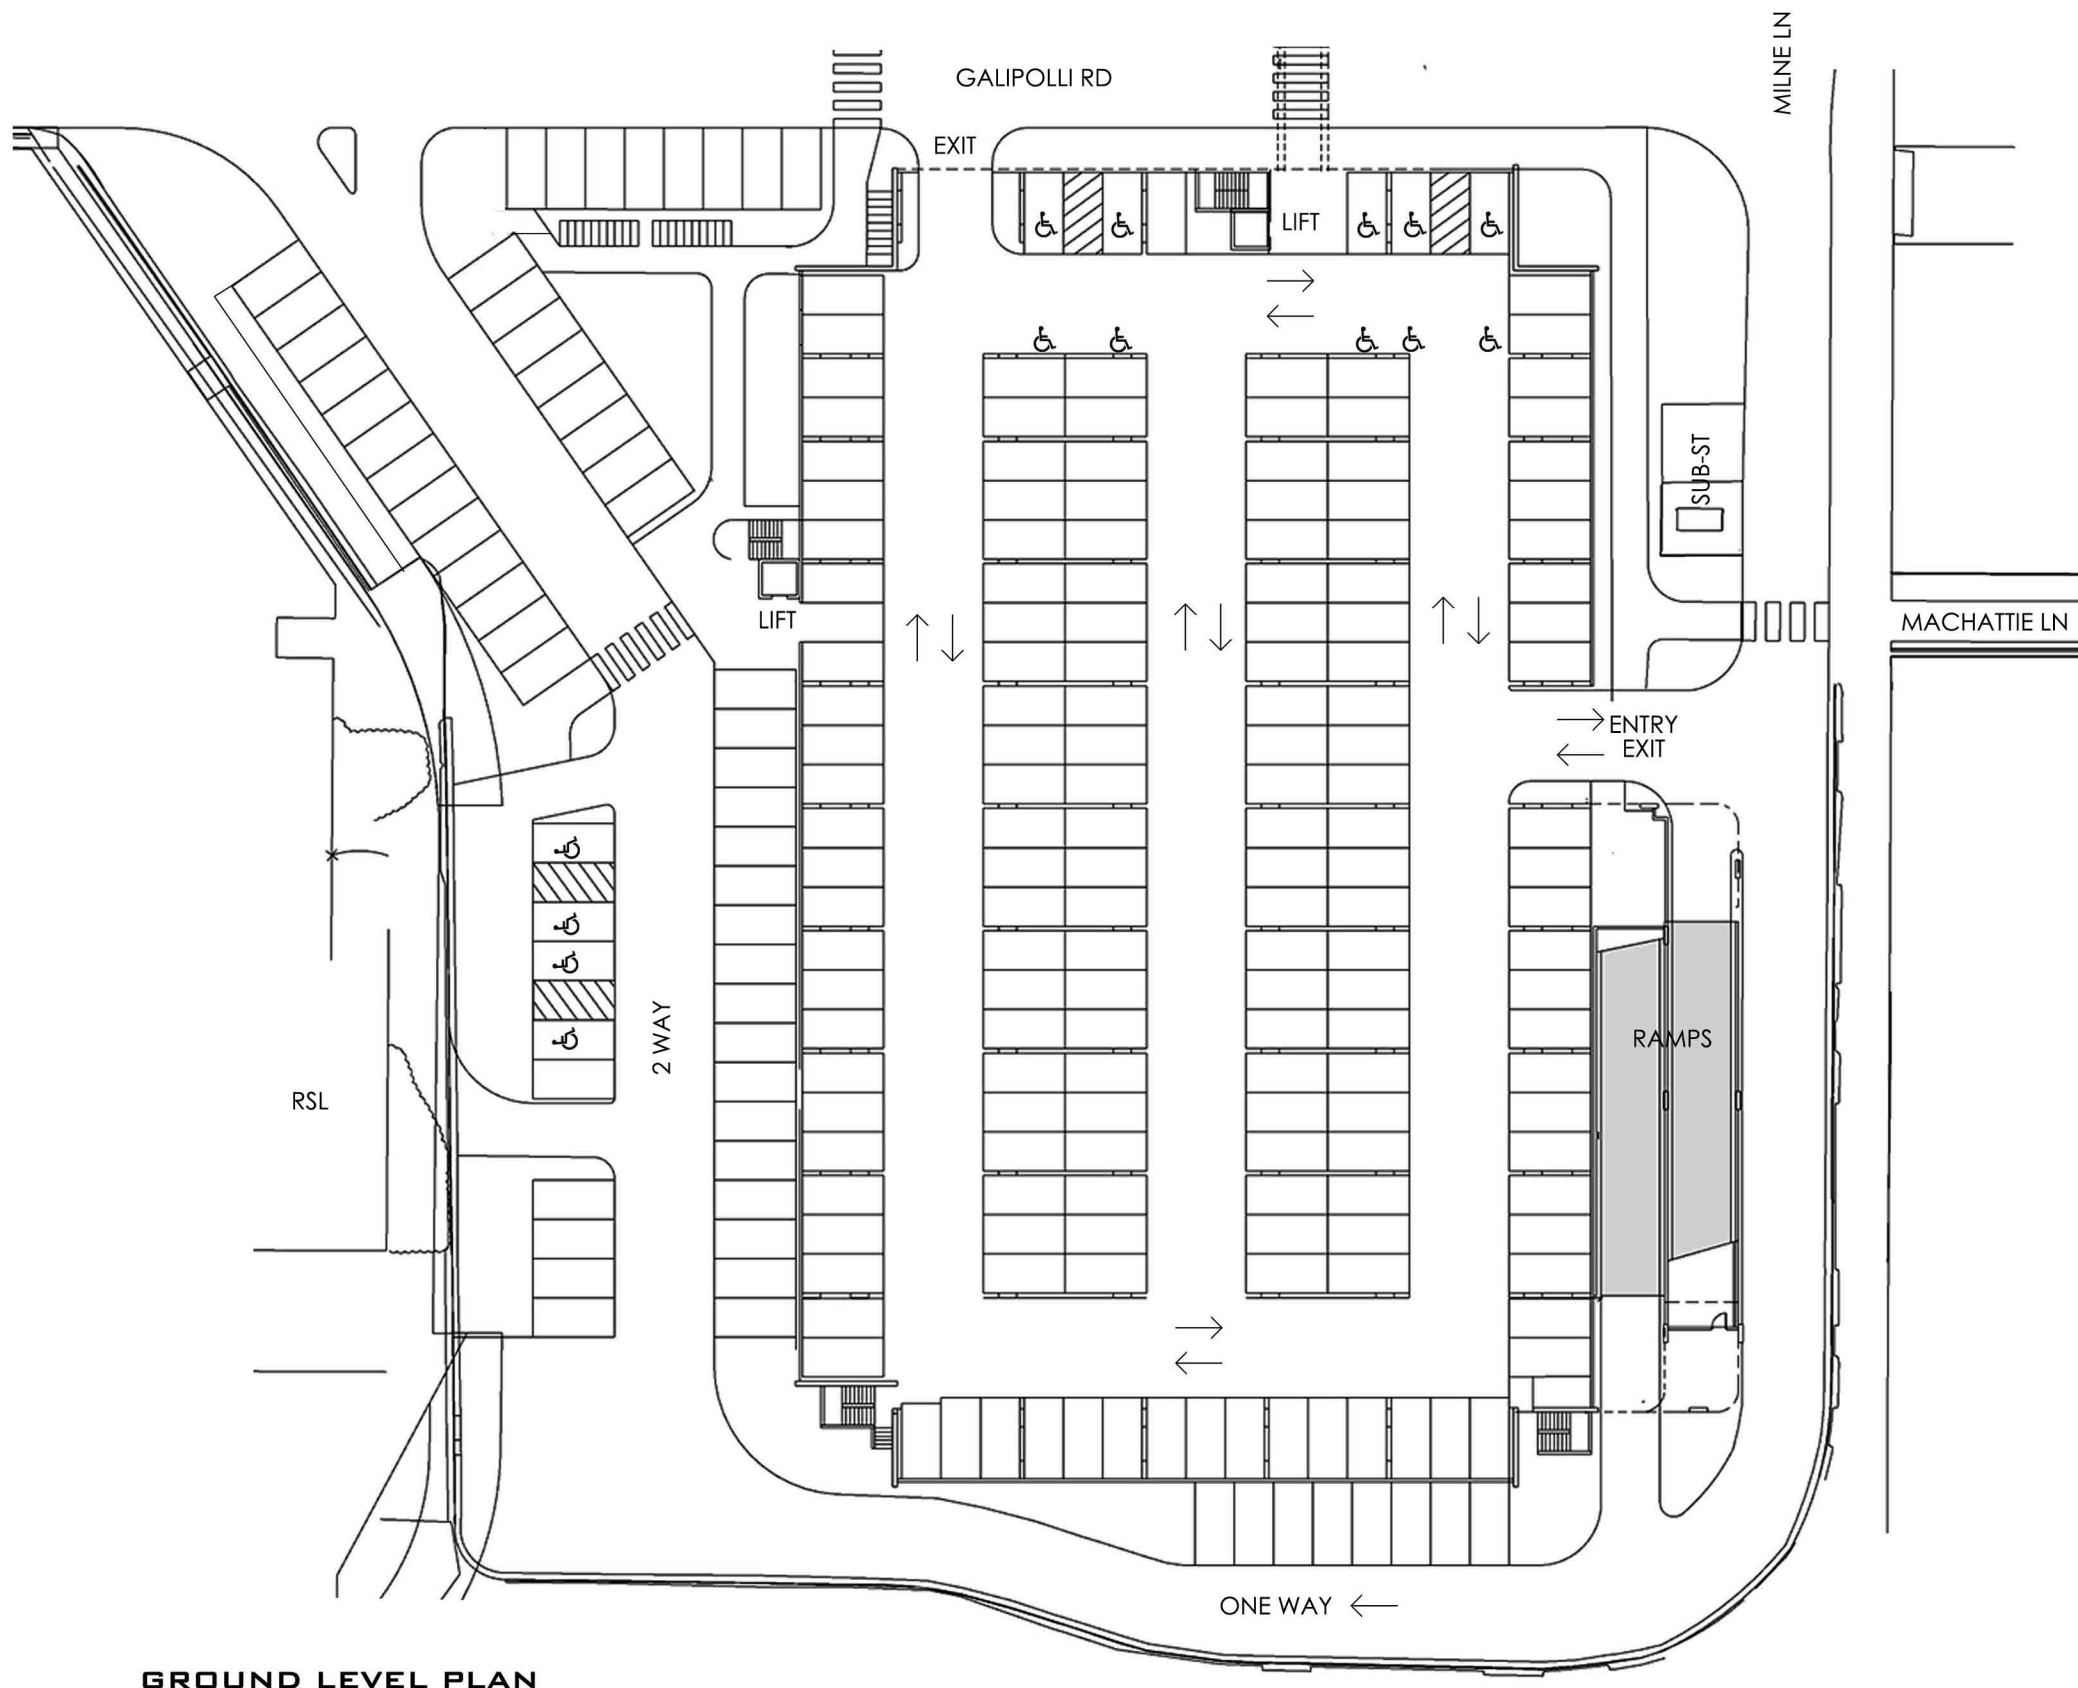 MILNE LN
GALIPOLLI RD
EXIT
LIFT
SUB-ST
LIFT
MACHATTIE LN
ENTRY
EXIT
2 WAY
RAMPS
RSL
ONE WAY
GROUND LEVEL PLAN